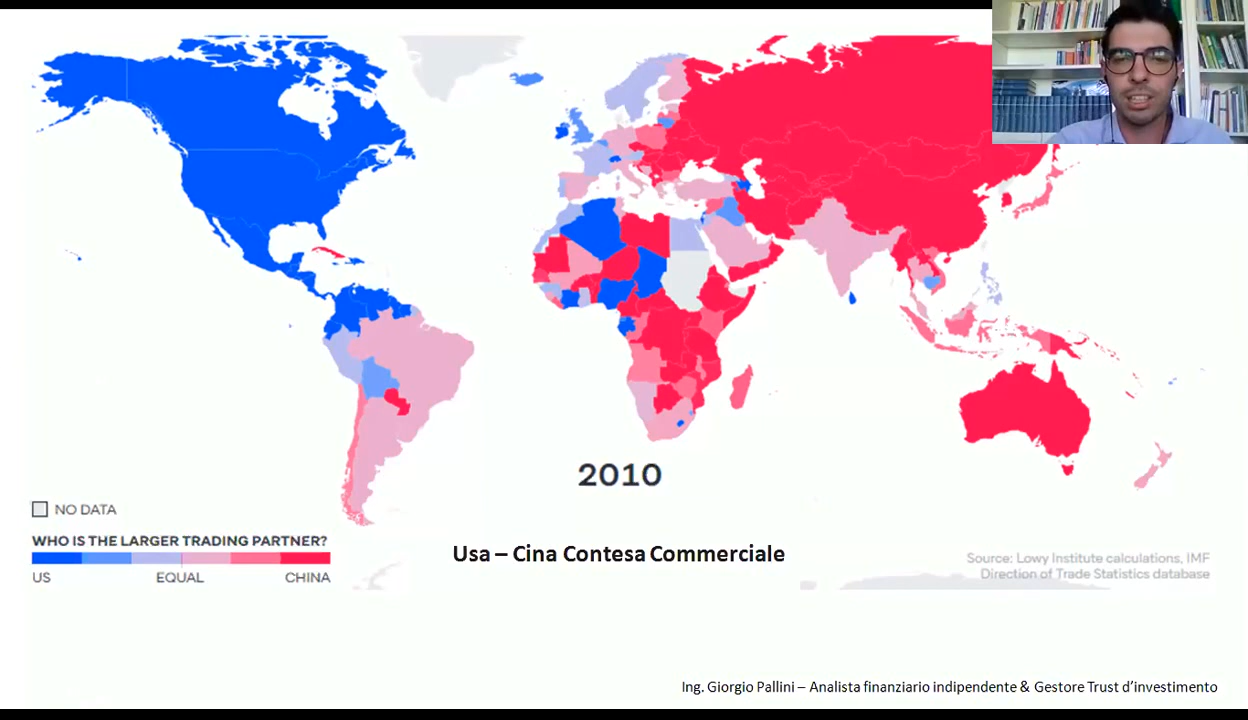 2010
NO DATA
WHO IS THE LARGER TRADING PARTNER?
US EQUAL CHINA
Usa – Cina Contesa Commerciale
Source: Lowy Institute calculations, IMF
Direction of Trade Statistics database
Ing. Giorgio Pallini – Analista finanziario indipendente & Gestore Trust d’investimento